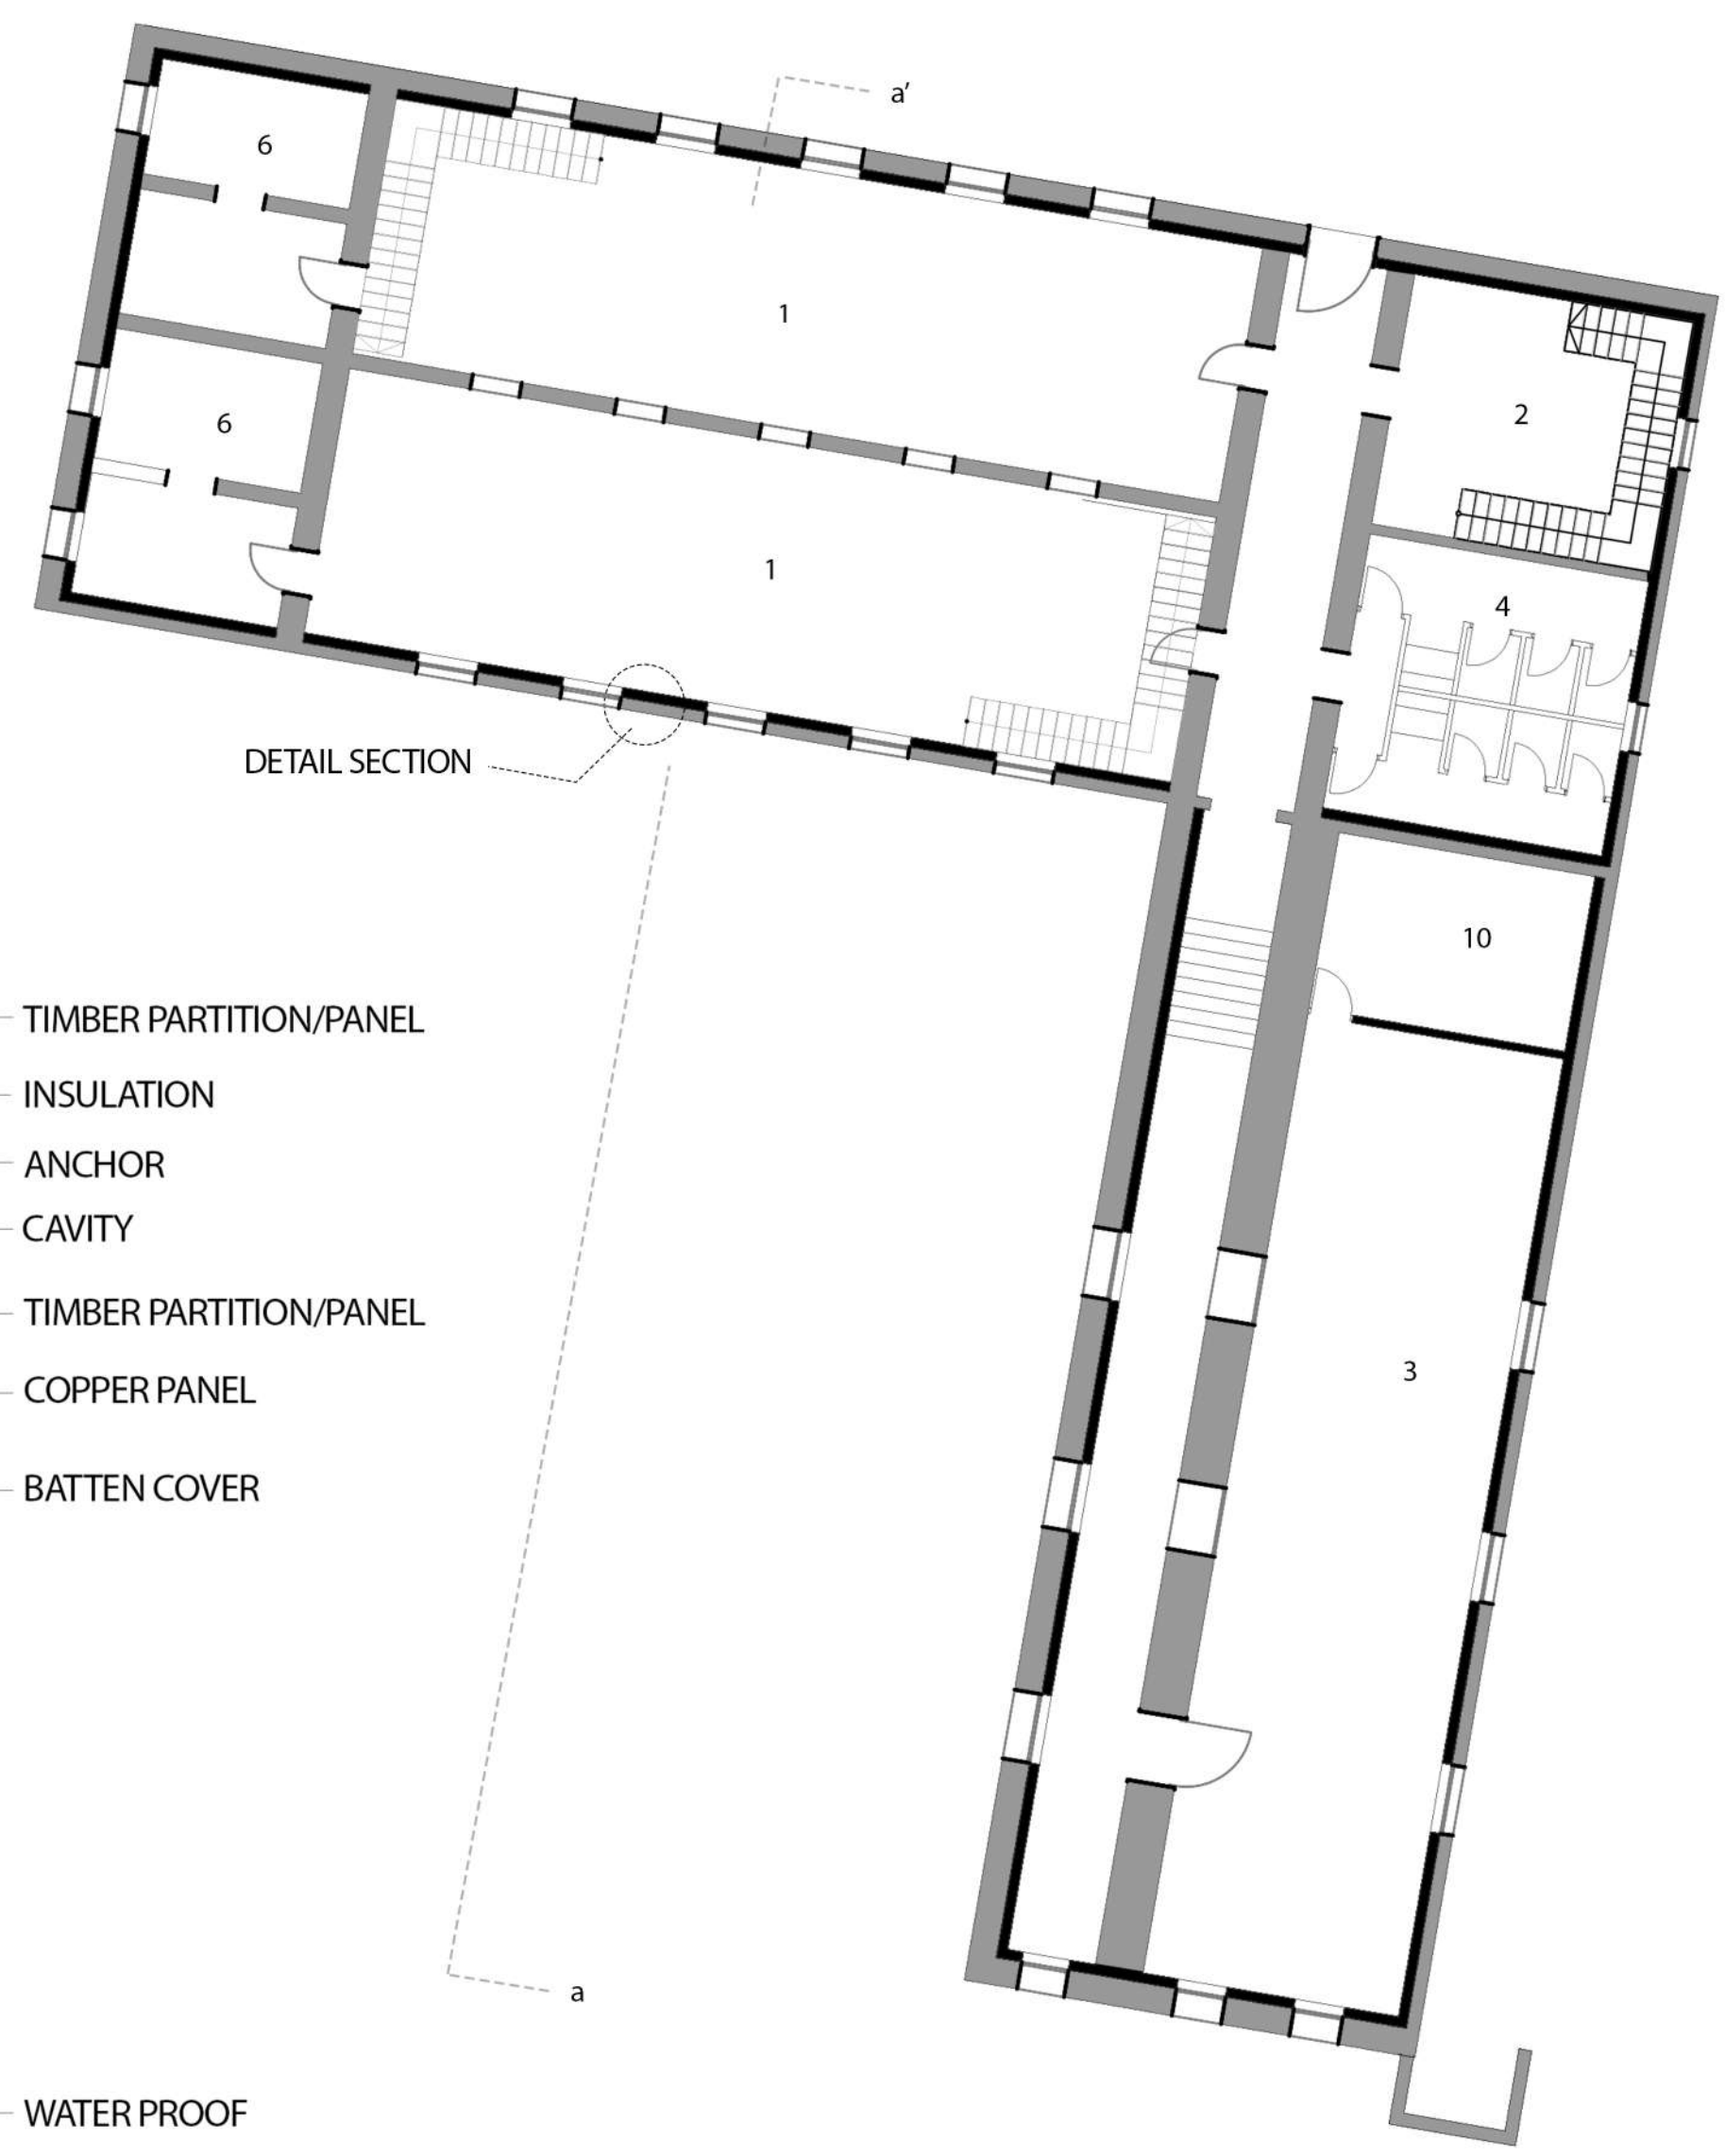 a’
6
1
2
6
1
4
DETAIL SECTION
10
TIMBER PARTITION/PANEL
INSULATION
ANCHOR
CAVITY
TIMBER PARTITION/PANEL
3
COPPER PANEL
BATTEN COVER
a
WATER PROOF